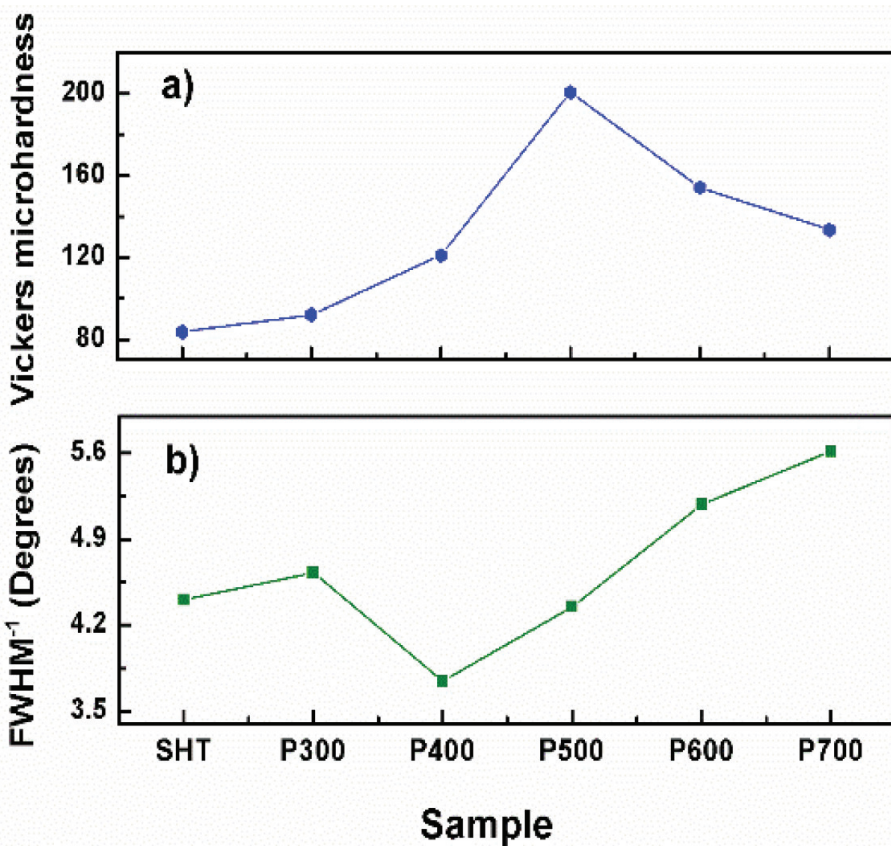 Vickers microhardness
a)
200
160
120
80
FWHM⁻¹ (Degrees)
b)
5.6
4.9
4.2
3.5
SHT P300 P400 P500 P600 P700
Sample